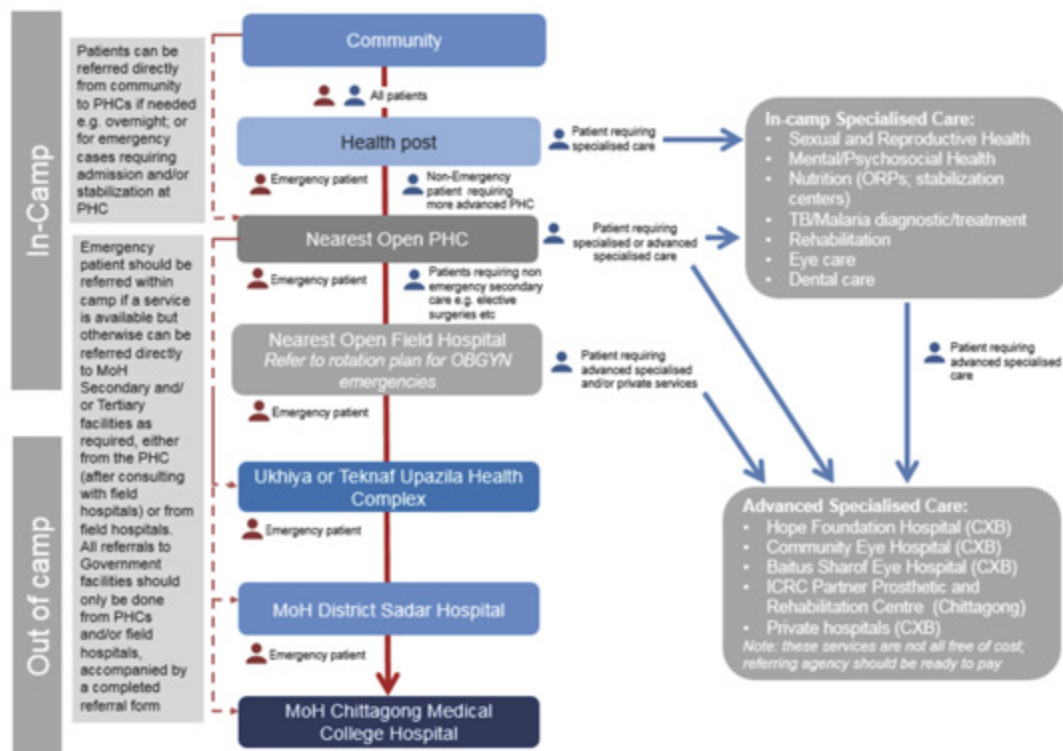 In-Camp
Out of camp
Patients can be
referred directly
from community
to PHCs if needed
e.g. overnight; or
for emergency
cases requiring
admission and/or
stabilization at
PHC
Emergency
patient should be
referred within
camp if a service
is available but
otherwise can be
referred directly
to MoH
Secondary and/
or Tertiary
facilities as
required, either
from the PHC
(after consulting
with field
hospitals) or from
field hospitals.
All referrals to
Government
facilities should
only be done
from PHCs
and/or field
hospitals,
accompanied by
a completed
referral form
Community
All patients
Health post
Emergency patient
Non-Emergency
patient requiring
more advanced PHC
Nearest Open PHC
Emergency patient
Patients requiring non
emergency secondary
care e.g. elective
surgeries etc
Nearest Open Field Hospital
Refer to rotation plan for OBGYN
emergencies
Emergency patient
Ukhiya or Teknaf Upazila Health
Complex
Emergency patient
MoH District Sadar Hospital
Emergency patient
MoH Chittagong Medical
College Hospital
Patient requiring
specialised care
Patient requiring
specialised or advanced
specialised care
Patient requiring
advanced specialised
and/or private services
In-camp Specialised Care:
• Sexual and Reproductive Health
• Mental/Psychosocial Health
• Nutrition (ORPs; stabilization
centers)
• TB/Malaria diagnostic/treatment
• Rehabilitation
• Eye care
• Dental care
Patient requiring
advanced specialised
care
Advanced Specialised Care:
• Hope Foundation Hospital (CXB)
• Community Eye Hospital (CXB)
• Baitus Sharof Eye Hospital (CXB)
• ICRC Partner Prosthetic and
Rehabilitation Centre (Chittagong)
• Private hospitals (CXB)
Note: these services are not all free of cost;
referring agency should be ready to pay